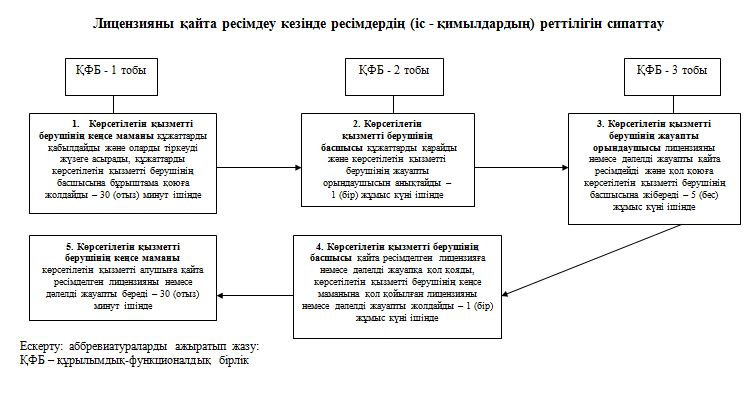 Лицензияны қайта ресімдеу кезінде ресімдердің (іс - қимылдардың) реттілігін сипаттау
ҚФБ - 1 тобы
ҚФБ - 2 тобы
ҚФБ - 3 тобы
1. Көрсетілетін қызметті
берушінің кеңсе маманы құжаттарды
қабылдайды және оларды тіркеуді
жүзеге асырады, құжаттарды
көрсетілетін қызметті берушінің
басшысына бұрыштама қоюға
жолдайды – 30 (отыз) минут ішінде
2. Көрсетілетін
қызметті берушінің
басшысы құжаттарды қарайды
және көрсетілетін қызметті
берушінің жауапты
орындаушысын анықтайды –
1 (бір) жұмыс күні ішінде
3. Көрсетілетін қызметті
берушінің жауапты
орындаушысы лицензияны
немесе дәлелді жауапты қайта
ресімдейді және қол қоюға
көрсетілетін қызметті берушінің
басшысына жібереді – 5 (бес)
жұмыс күні ішінде
5. Көрсетілетін қызметті
берушінің кеңсе маманы
көрсетілетін қызметті алушыға қайта
ресімделген лицензияны немесе
дәлелді жауапты береді – 30 (отыз)
минут ішінде
4. Көрсетілетін қызметті берушінің
басшысы қайта ресімделген лицензияға
немесе дәлелді жауапқа қол қояды,
көрсетілетін қызметті берушінің кеңсе
маманына қол қойылған лицензияны
немесе дәлелді жауапты жолдайды – 1 (бір)
жұмыс күні ішінде
Ескерту: аббревиатураларды ажыратып жазу:
ҚФБ – құрылымдық-функционалдық бірлік